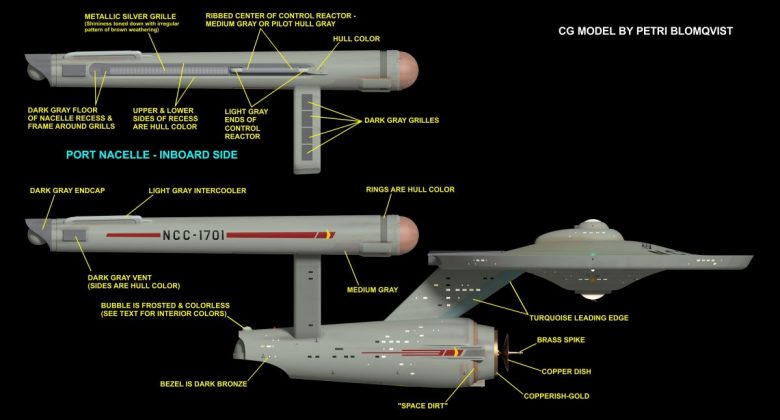 METALLIC SILVER GRILLE
(Shininess toned down with irregular
pattern of brown weathering)
RIBBED CENTER OF CONTROL REACTOR -
MEDIUM GRAY OR PILOT HULL GRAY
HULL COLOR
CG MODEL BY PETRI BLOMQVIST
DARK GRAY FLOOR
OF NACELLE RECESS &
FRAME AROUND GRILLS
UPPER & LOWER
SIDES OF RECESS
ARE HULL COLOR
LIGHT GRAY
ENDS OF
CONTROL
REACTOR
DARK GRAY GRILLES
PORT NACELLE - INBOARD SIDE
DARK GRAY ENDCAP
LIGHT GRAY INTERCOOLER
RINGS ARE HULL COLOR
NCC-1701
DARK GRAY VENT
(SIDES ARE HULL COLOR)
MEDIUM GRAY
BUBBLE IS FROSTED & COLORLESS
(SEE TEXT FOR INTERIOR COLORS)
TURQUOISE LEADING EDGE
BRASS SPIKE
COPPER DISH
BEZEL IS DARK BRONZE
"SPACE DIRT"
COPPERISH-GOLD